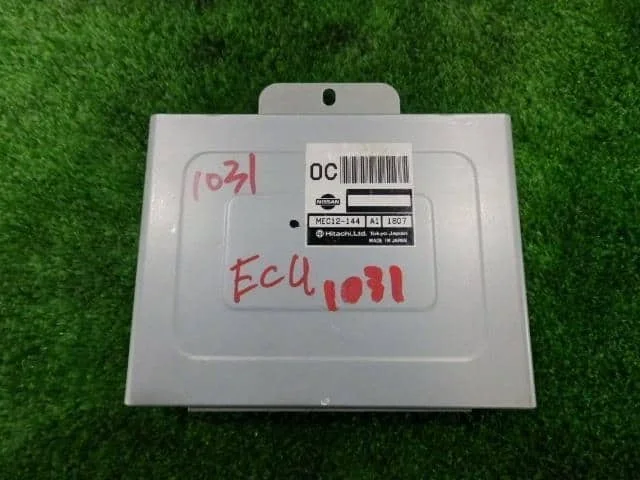 1031
OC
NISSAN
MEC12-144 A1 1807
Hitachi,Ltd. Tokyo Japan
MADE IN JAPAN
ECU 1031